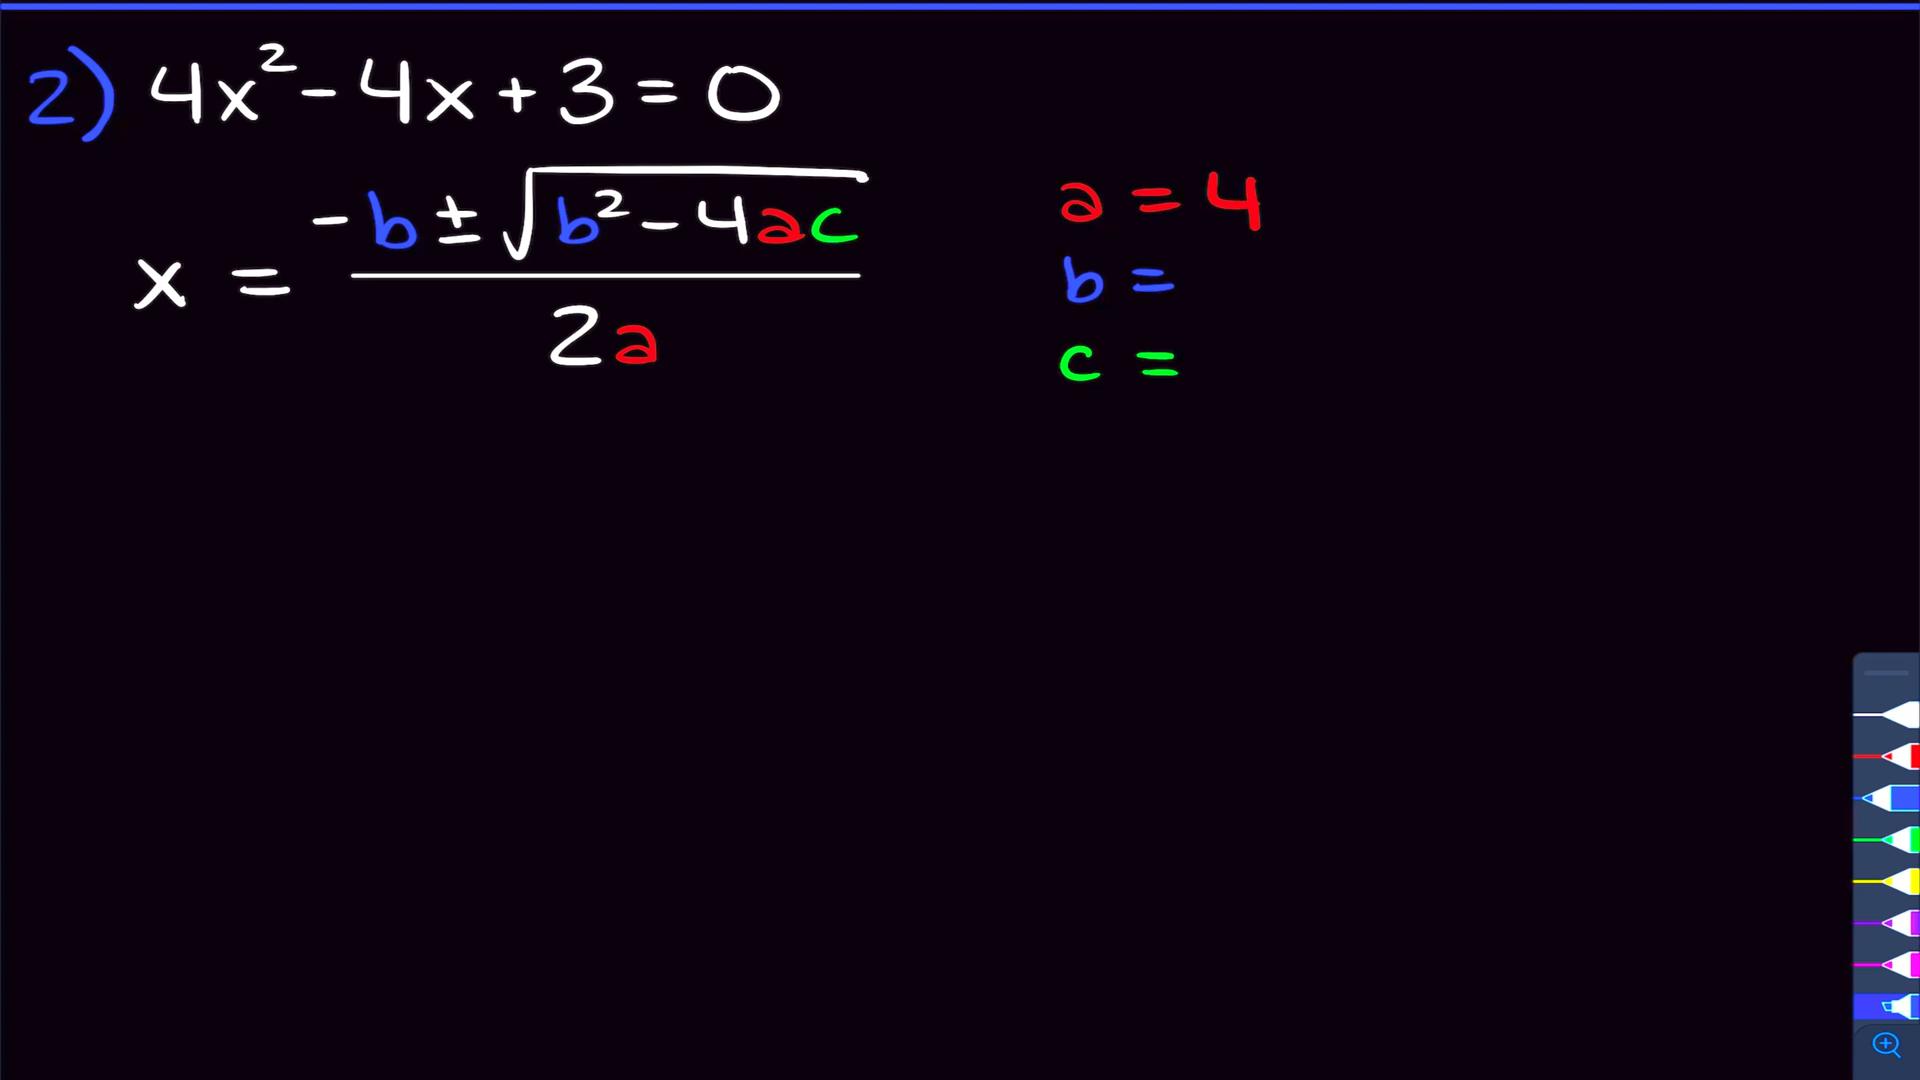 2) 4x² - 4x + 3 = 0
x = (-b ± √(b² - 4ac)) / 2a
a = 4
b =
c =